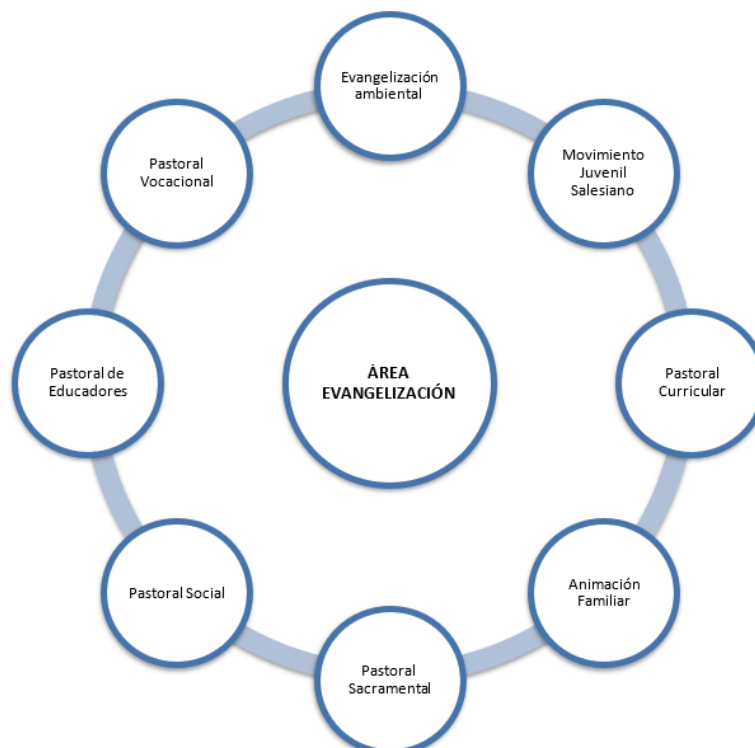 Evangelización
ambiental
Movimiento
Juvenil
Salesiano
Pastoral
Curricular
Animación
Familiar
Pastoral
Sacramental
Pastoral Social
Pastoral de
Educadores
Pastoral
Vocacional
ÁREA
EVANGELIZACIÓN